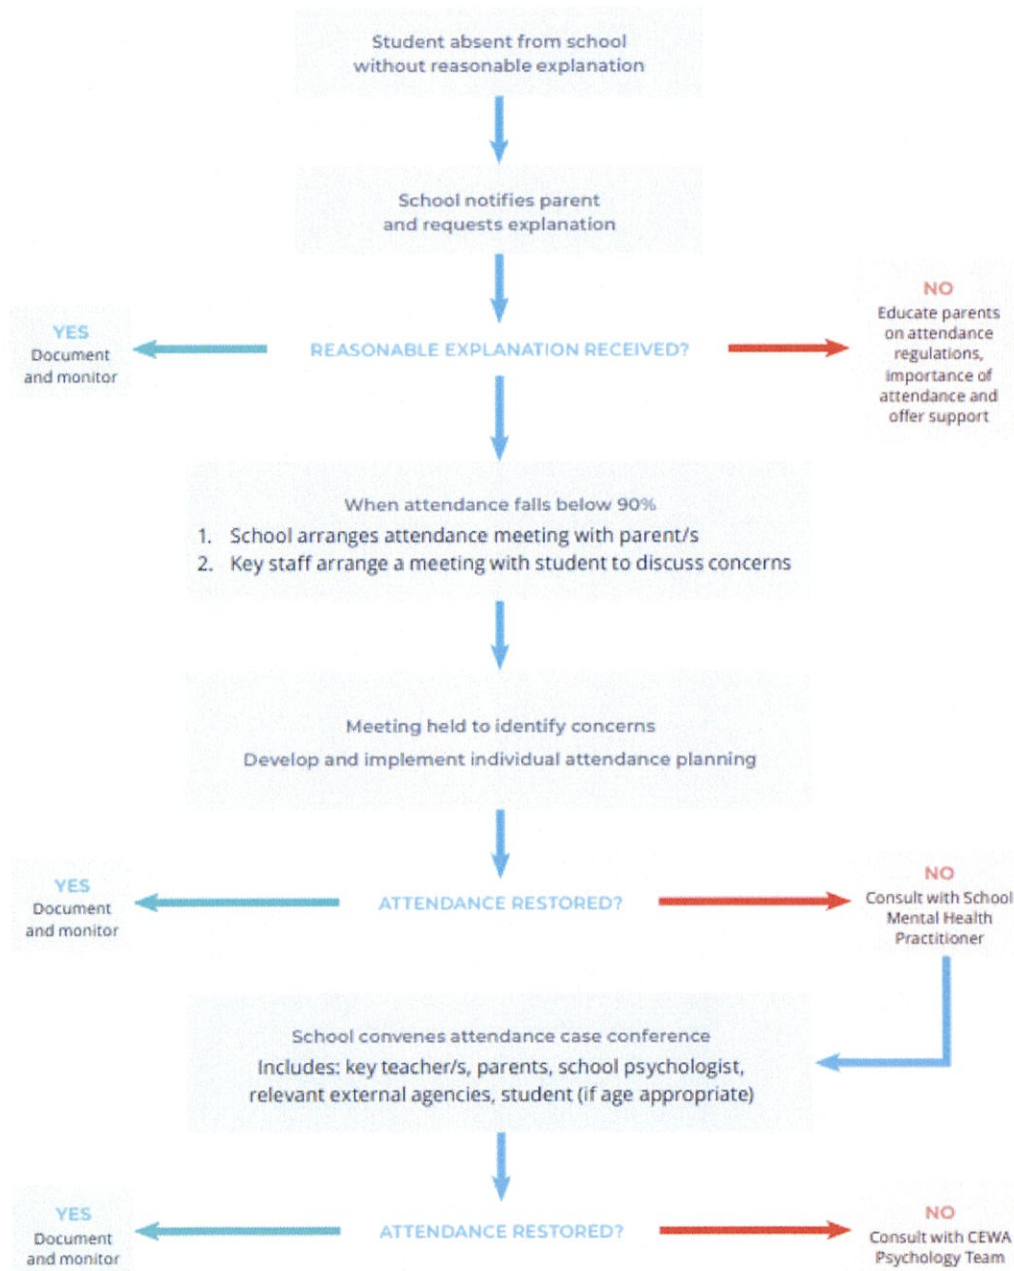 Student absent from school
without reasonable explanation
School notifies parent
and requests explanation
YES
Document
and monitor
REASONABLE EXPLANATION RECEIVED?
NO
Educate parents
on attendance
regulations,
importance of
attendance and
offer support
When attendance falls below 90%
1. School arranges attendance meeting with parent/s
2. Key staff arrange a meeting with student to discuss concerns
Meeting held to identify concerns
Develop and implement individual attendance planning
YES
Document
and monitor
ATTENDANCE RESTORED?
NO
Consult with School
Mental Health
Practitioner
School convenes attendance case conference
Includes: key teacher/s, parents, school psychologist,
relevant external agencies, student (if age appropriate)
YES
Document
and monitor
ATTENDANCE RESTORED?
NO
Consult with CEWA
Psychology Team